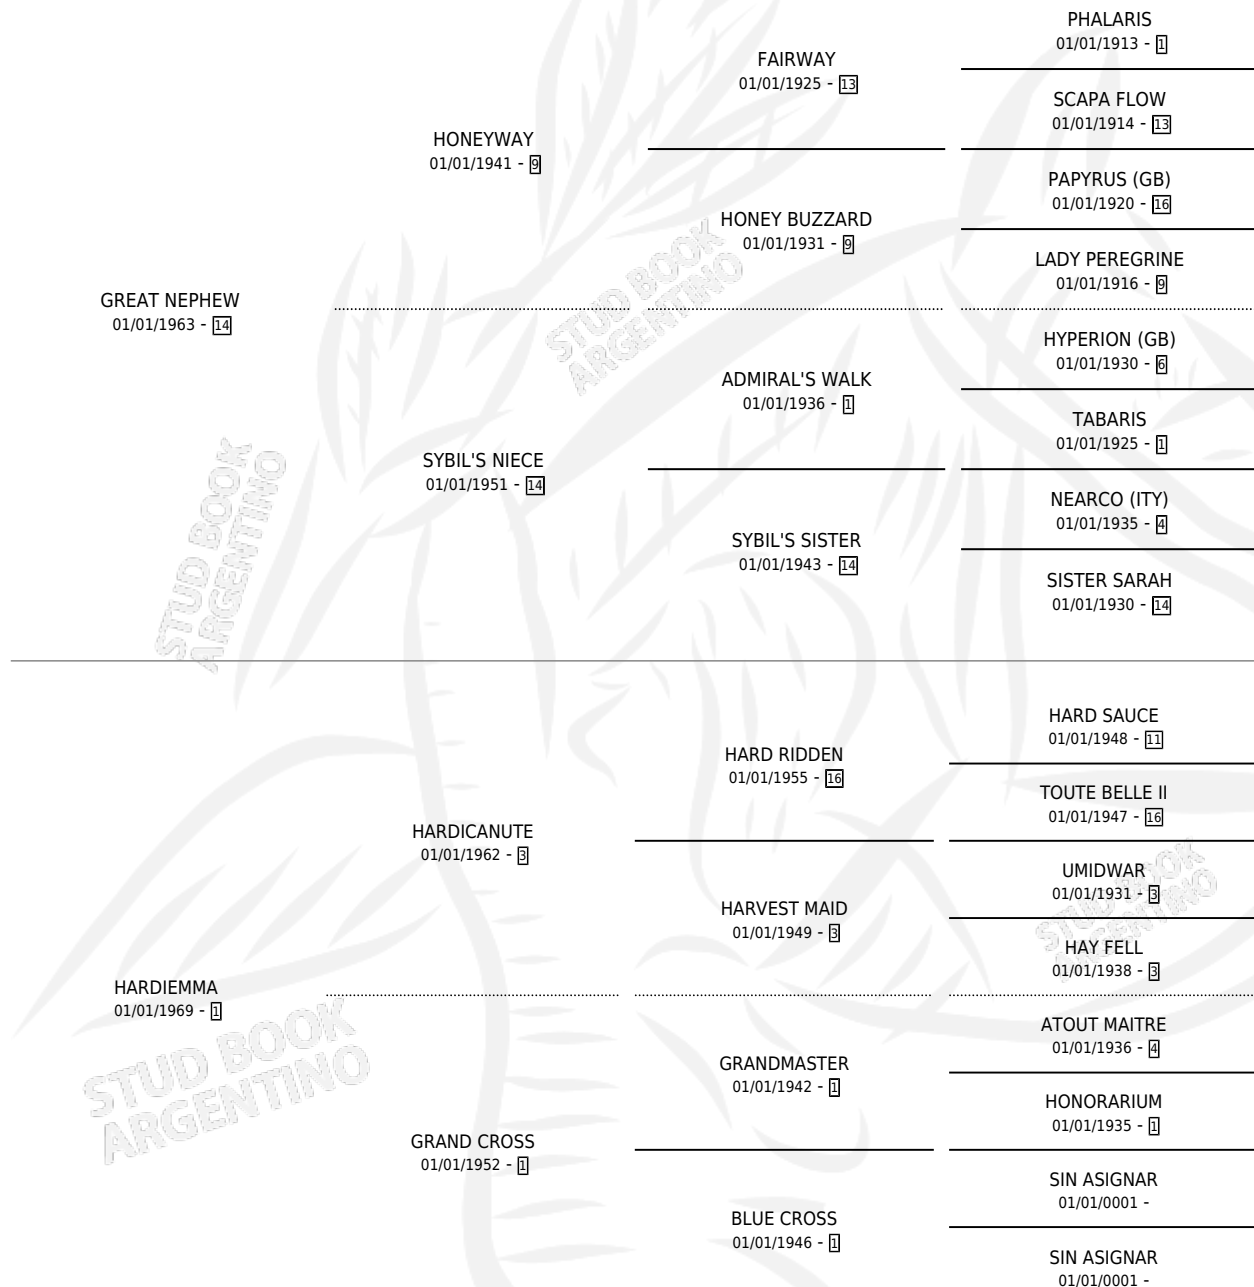 PHALARIS
01/01/1913 - 1
FAIRWAY
01/01/1925 - 13
SCAPA FLOW
01/01/1914 - 13
HONEYWAY
01/01/1941 - 9
PAPYRUS (GB)
01/01/1920 - 16
HONEY BUZZARD
01/01/1931 - 9
LADY PEREGRINE
01/01/1916 - 9
GREAT NEPHEW
01/01/1963 - 14
STUD BOOK
ARGENTINO
HYPERION (GB)
01/01/1930 - 6
ADMIRAL'S WALK
01/01/1936 - 1
TABARIS
01/01/1925 - 1
SYBIL'S NIECE
01/01/1951 - 14
NEARCO (ITY)
01/01/1935 - 4
SYBIL'S SISTER
01/01/1943 - 14
SISTER SARAH
01/01/1930 - 14
STUD BOOK
ARGENTINO
HARD SAUCE
01/01/1948 - 11
HARD RIDDEN
01/01/1955 - 16
TOUTE BELLE II
01/01/1947 - 16
HARDICANUTE
01/01/1962 - 3
UMIDWAR
01/01/1931 - 3
HARVEST MAID
01/01/1949 - 3
HAY FELL
01/01/1938 - 3
STUD BOOK
ARGENTINO
HARDIEMMA
01/01/1969 - 1
ATOUT MAITRE
01/01/1936 - 4
GRANDMASTER
01/01/1942 - 1
HONORARIUM
01/01/1935 - 1
STUD BOOK
ARGENTINO
GRAND CROSS
01/01/1952 - 1
SIN ASIGNAR
01/01/0001 -
BLUE CROSS
01/01/1946 - 1
SIN ASIGNAR
01/01/0001 -